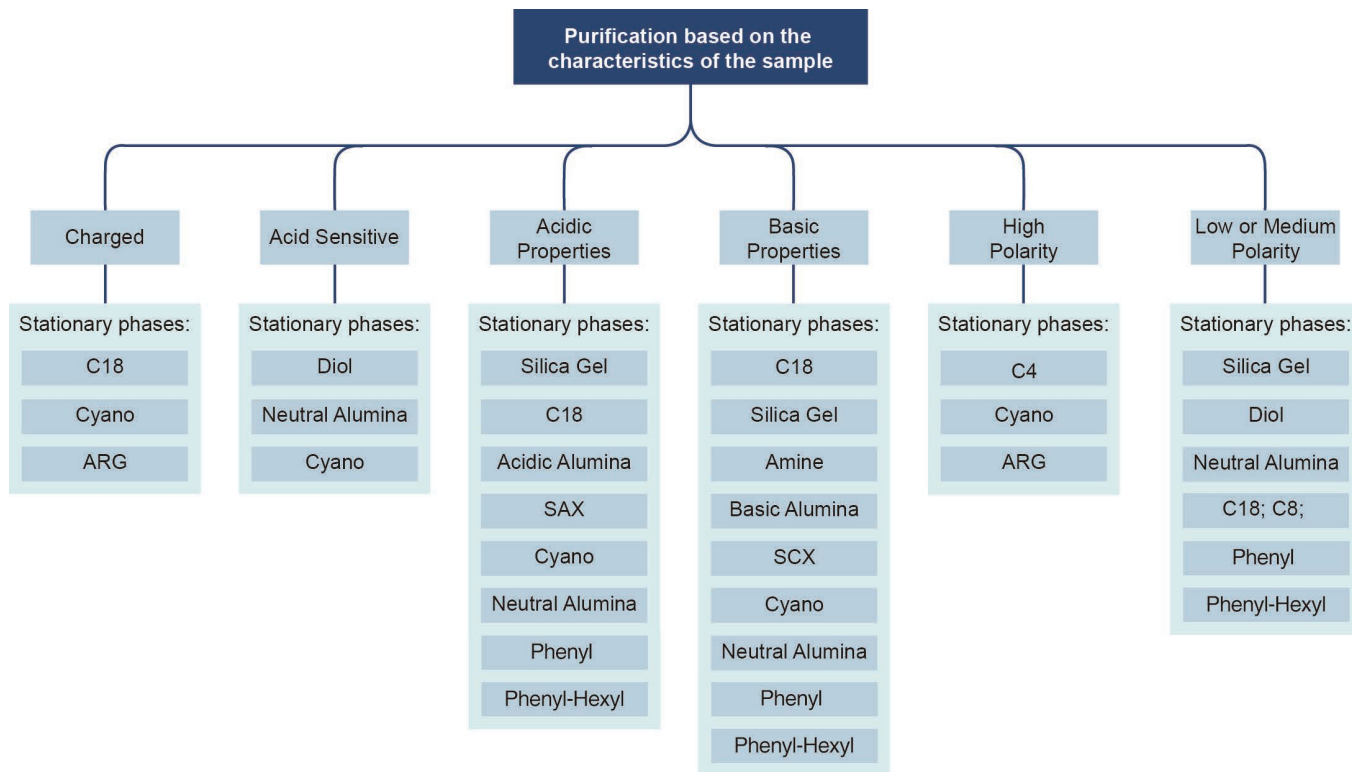 Purification based on the
characteristics of the sample
Charged
Acid Sensitive
Acidic
Properties
Basic
Properties
High
Polarity
Low or Medium
Polarity
Stationary phases:
C18
Cyano
ARG
Stationary phases:
Diol
Neutral Alumina
Cyano
Stationary phases:
Silica Gel
C18
Acidic Alumina
SAX
Cyano
Neutral Alumina
Phenyl
Phenyl-Hexyl
Stationary phases:
C18
Silica Gel
Amine
Basic Alumina
SCX
Cyano
Neutral Alumina
Phenyl
Phenyl-Hexyl
Stationary phases:
C4
Cyano
ARG
Stationary phases:
Silica Gel
Diol
Neutral Alumina
C18; C8;
Phenyl
Phenyl-Hexyl